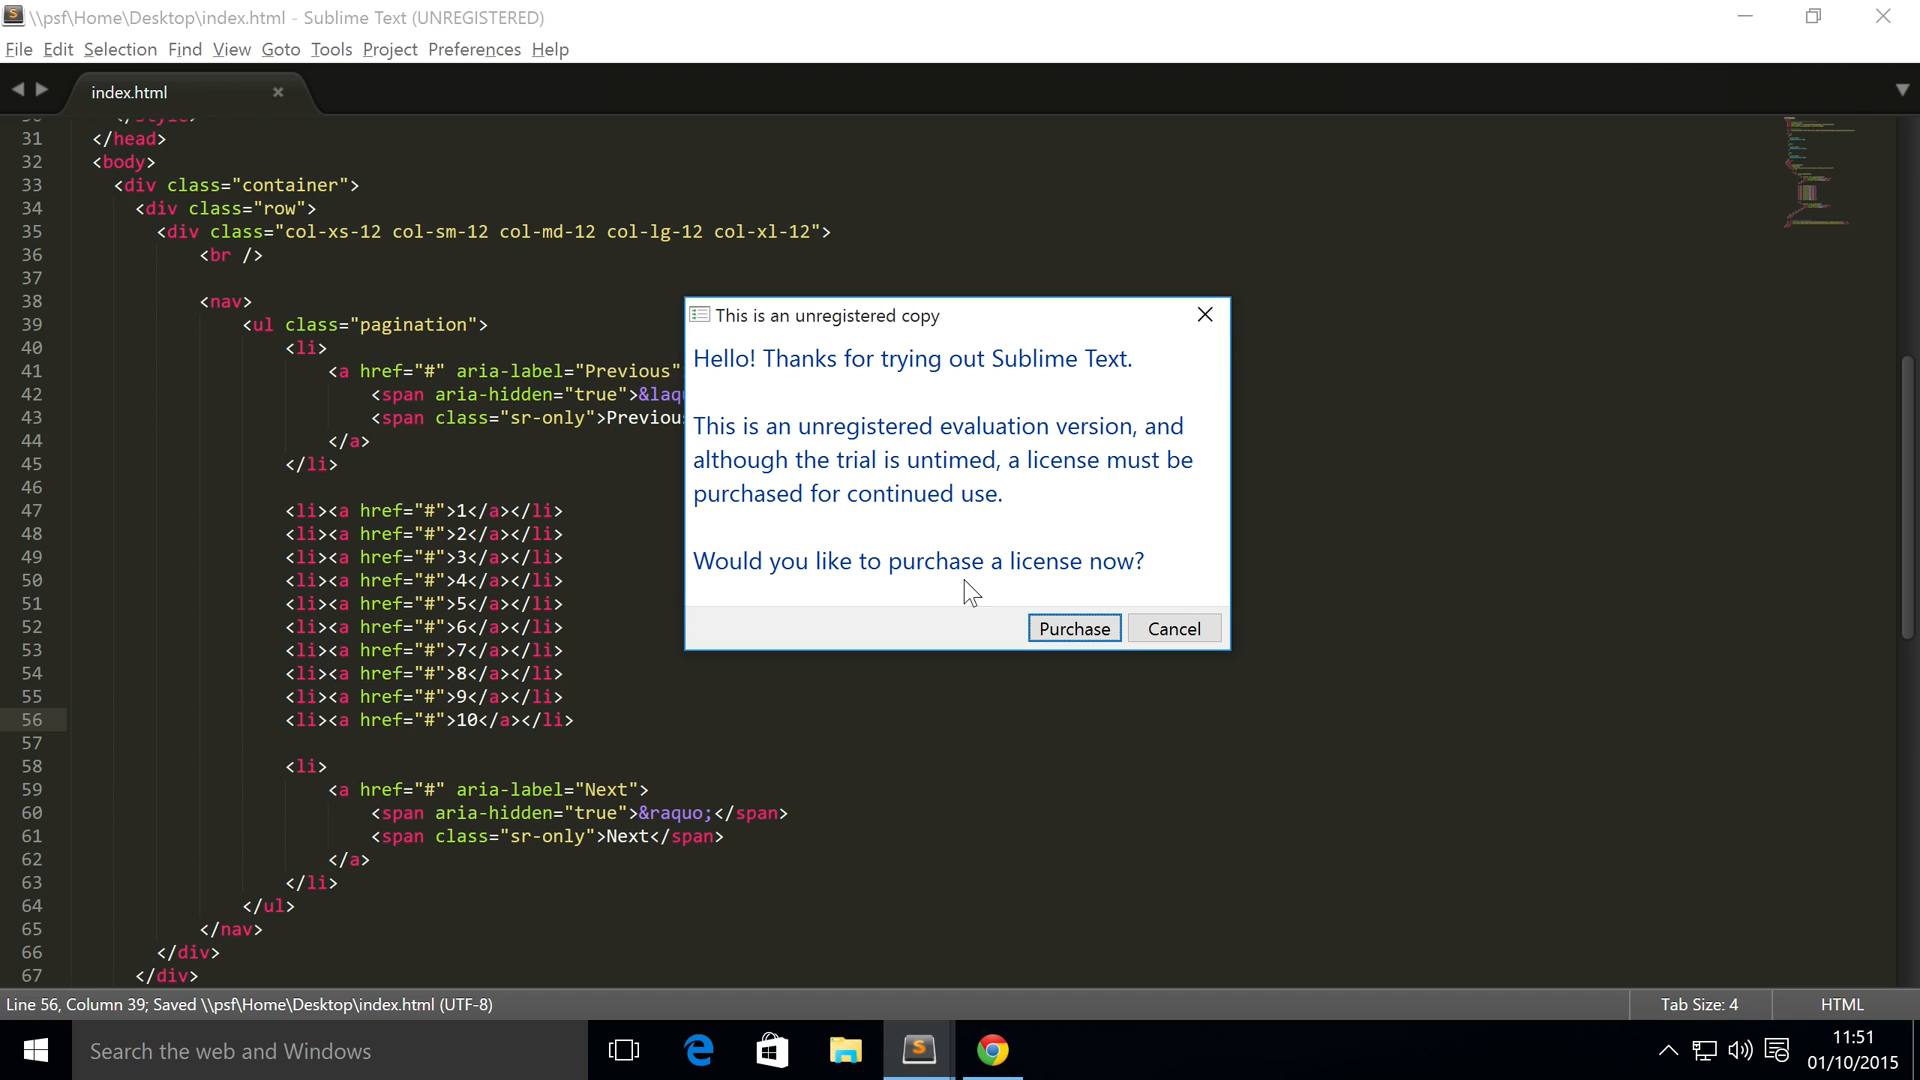 \\psf\Home\Desktop\index.html - Sublime Text (UNREGISTERED)
File Edit Selection Find View Goto Tools Project Preferences Help
index.html
31 </head>
32 <body>
33 <div class="container">
34 <div class="row">
35 <div class="col-xs-12 col-sm-12 col-md-12 col-lg-12 col-xl-12">
36 <br />
37
38 <nav>
39 <ul class="pagination">
40 <li>
41 <a href="#" aria-label="Previous"
42 <span aria-hidden="true">&laq
43 <span class="sr-only">Previou
44 </a>
45 </li>
46
47 <li><a href="#">1</a></li>
48 <li><a href="#">2</a></li>
49 <li><a href="#">3</a></li>
50 <li><a href="#">4</a></li>
51 <li><a href="#">5</a></li>
52 <li><a href="#">6</a></li>
53 <li><a href="#">7</a></li>
54 <li><a href="#">8</a></li>
55 <li><a href="#">9</a></li>
56 <li><a href="#">10</a></li>
57
58 <li>
59 <a href="#" aria-label="Next">
60 <span aria-hidden="true">&raquo;</span>
61 <span class="sr-only">Next</span>
62 </a>
63 </li>
64 </ul>
65 </nav>
66 </div>
67 </div>
This is an unregistered copy
Hello! Thanks for trying out Sublime Text.
This is an unregistered evaluation version, and
although the trial is untimed, a license must be
purchased for continued use.
Would you like to purchase a license now?
Purchase Cancel
Line 56, Column 39; Saved \\psf\Home\Desktop\index.html (UTF-8)
Tab Size: 4
HTML
Search the web and Windows
11:51
01/10/2015